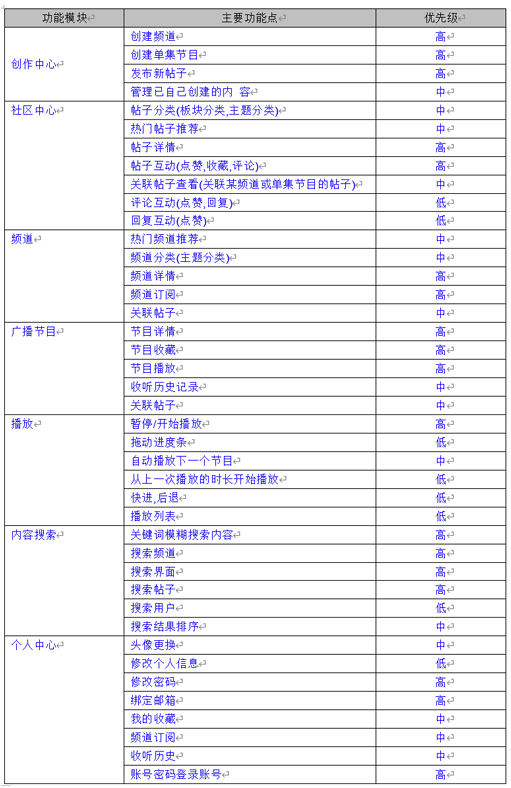 功能模块 主要功能点 优先级
创作中心 创建频道 高
创建单集节目 高
发布新帖子 高
管理已自己创建的内 容 中
社区中心 帖子分类(板块分类,主题分类) 中
热门帖子推荐 中
帖子详情 高
帖子互动(点赞,收藏,评论) 高
关联帖子查看(关联某频道或单集节目的帖子) 中
评论互动(点赞,回复) 低
回复互动(点赞) 低
频道 热门频道推荐 中
频道分类(主题分类) 中
频道详情 高
频道订阅 高
关联帖子 中
广播节目 节目详情 高
节目收藏 高
节目播放 高
收听历史记录 中
关联帖子 中
播放 暂停/开始播放 高
拖动进度条 低
自动播放下一个节目 中
从上一次播放的时长开始播放 低
快进,后退 低
播放列表 低
内容搜索 关键词模糊搜索内容 高
搜索频道 高
搜索界面 高
搜索帖子 高
搜索用户 低
搜索结果排序 中
个人中心 头像更换 中
修改个人信息 低
修改密码 高
绑定邮箱 高
我的收藏 中
频道订阅 中
收听历史 中
账号密码登录账号 高